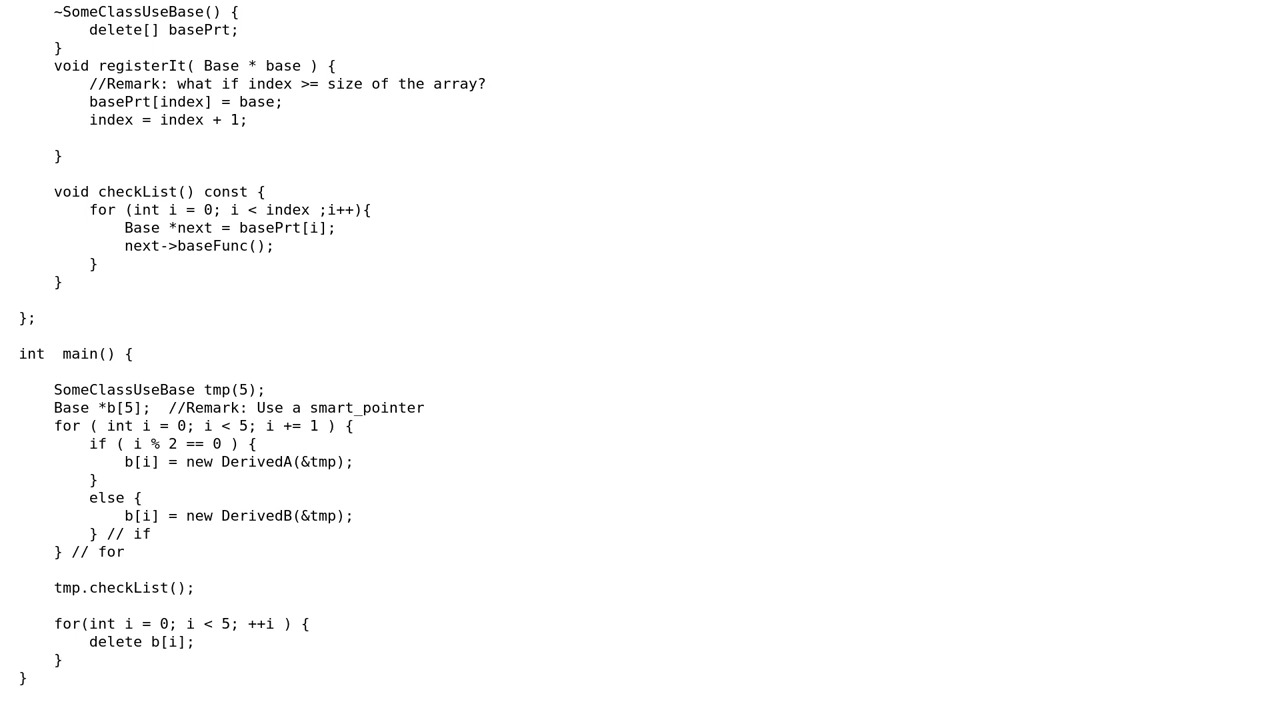 ~SomeClassUseBase() {
delete[] basePrt;
}
void registerIt( Base * base ) {
//Remark: what if index >= size of the array?
basePrt[index] = base;
index = index + 1;
}
void checkList() const {
for (int i = 0; i < index ;i++){
Base *next = basePrt[i];
next->baseFunc();
}
}
};
int  main() {
SomeClassUseBase tmp(5);
Base *b[5];  //Remark: Use a smart_pointer
for ( int i = 0; i < 5; i += 1 ) {
if ( i % 2 == 0 ) {
b[i] = new DerivedA(&tmp);
}
else {
b[i] = new DerivedB(&tmp);
} // if
} // for
tmp.checkList();
for(int i = 0; i < 5; ++i ) {
delete b[i];
}
}